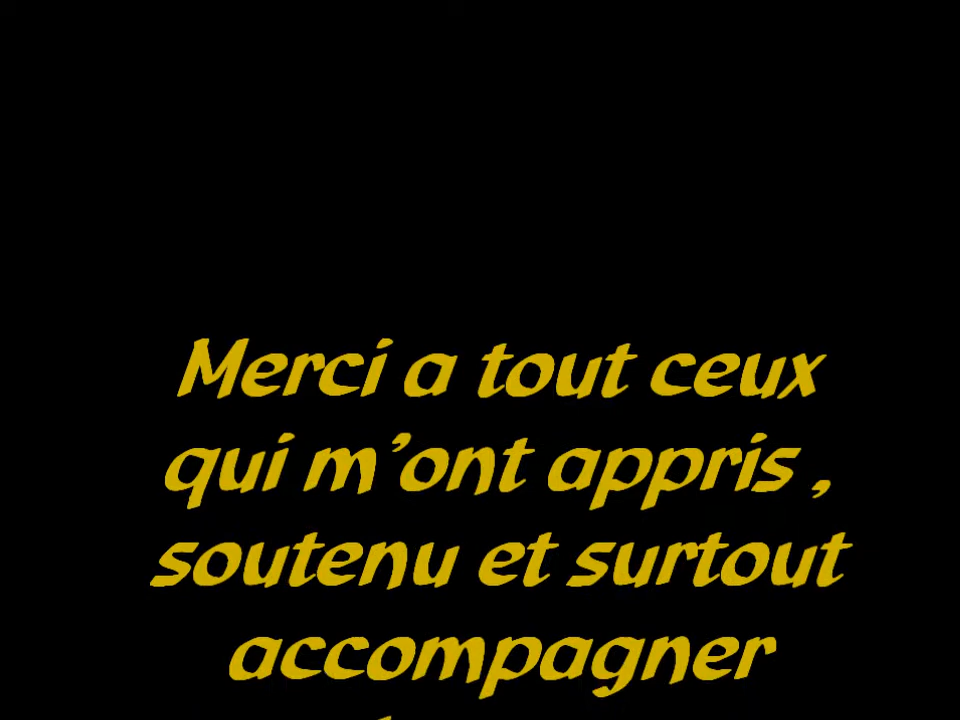 Merci a tout ceux
qui m'ont appris ,
soutenu et surtout
accompagner